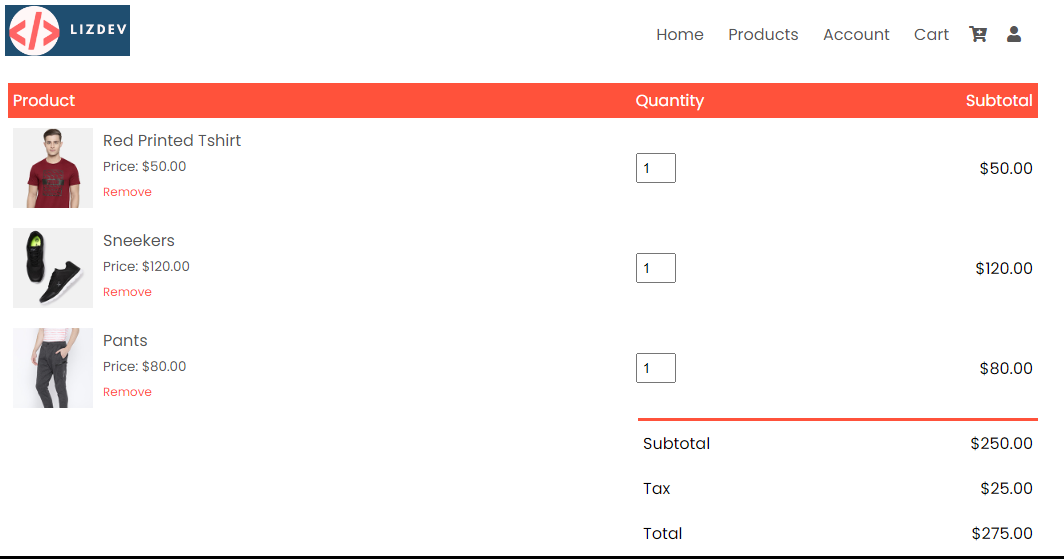 </> LIZDEV
Home Products Account Cart
Product Quantity Subtotal
Red Printed Tshirt
Price: $50.00
Remove
1 $50.00
Sneekers
Price: $120.00
Remove
1 $120.00
Pants
Price: $80.00
Remove
1 $80.00
Subtotal $250.00
Tax $25.00
Total $275.00